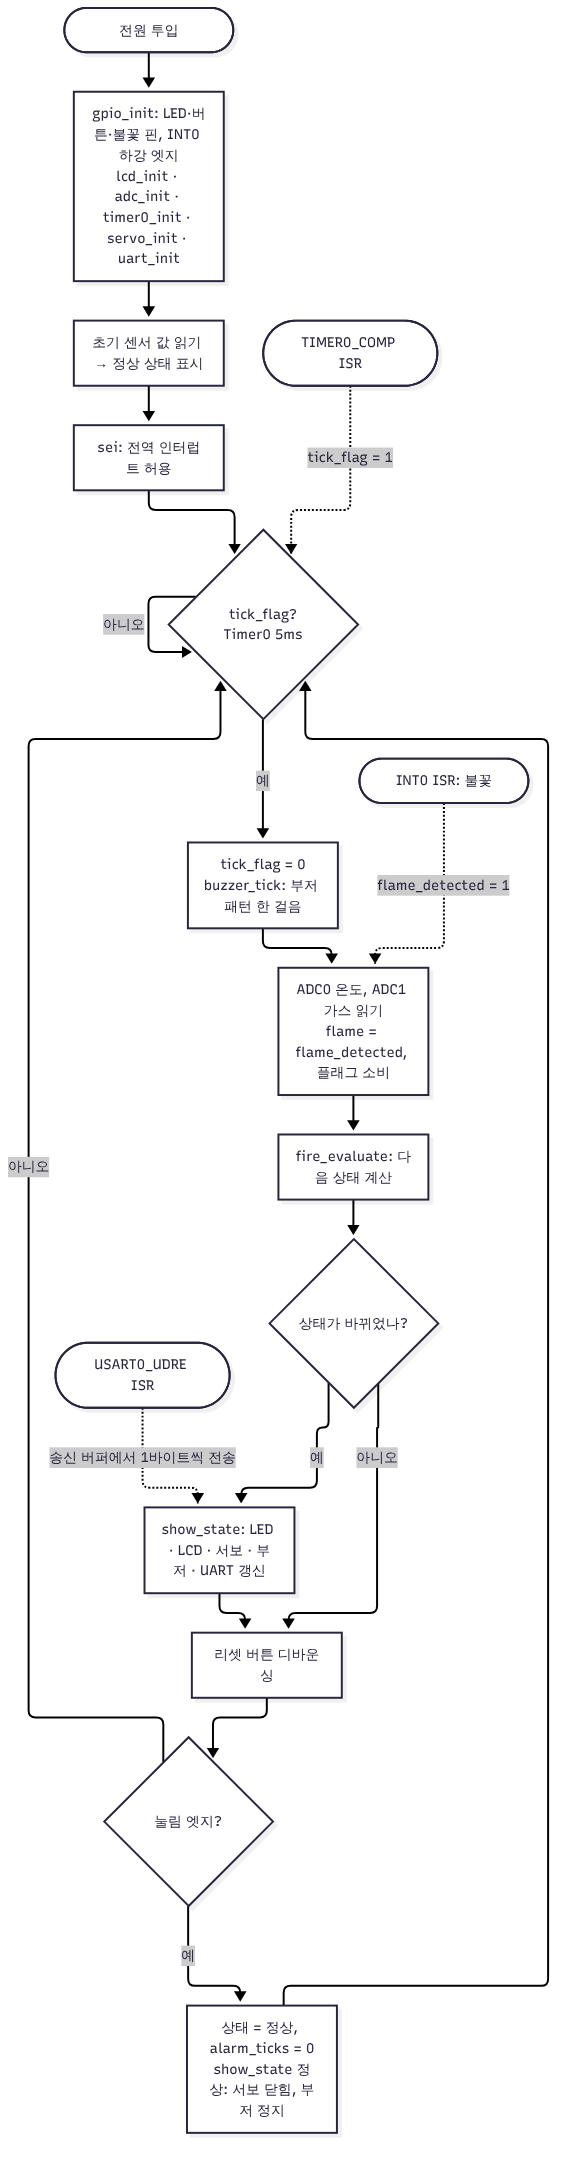 전원 투입
gpio_init: LED·버
튼·불꽃 핀, INT0
하강 엣지
lcd_init ·
adc_init ·
timer0_init ·
servo_init ·
uart_init
초기 센서 값 읽기
→ 정상 상태 표시
TIMER0_COMP
ISR
sei: 전역 인터럽
트 허용
tick_flag = 1
tick_flag?
Timer0 5ms
아니오
예
INT0 ISR: 불꽃
tick_flag = 0
buzzer_tick: 부저
패턴 한 걸음
flame_detected = 1
ADC0 온도, ADC1
가스 읽기
flame =
flame_detected,
플래그 소비
아니오
fire_evaluate: 다
음 상태 계산
상태가 바뀌었나?
USART0_UDRE
ISR
송신 버퍼에서 1바이트씩 전송
예
아니오
show_state: LED
· LCD · 서보 · 부
저 · UART 갱신
리셋 버튼 디바운
싱
눌림 엣지?
예
상태 = 정상,
alarm_ticks = 0
show_state 정
상: 서보 닫힘, 부
저 정지